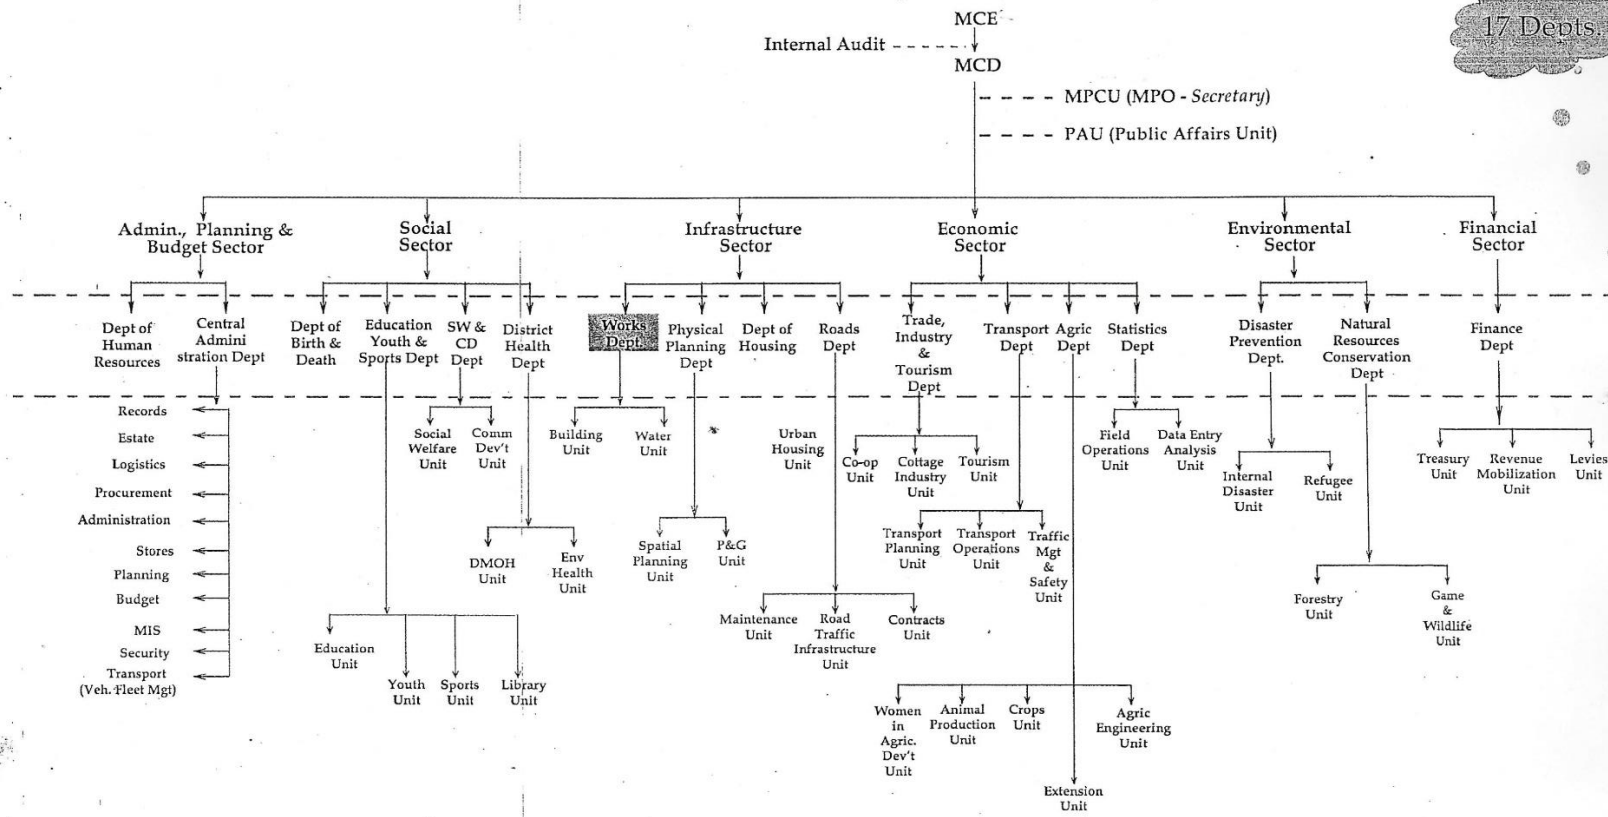 17 Depts.
MCE
Internal Audit
MCD
MPCU (MPO - Secretary)
PAU (Public Affairs Unit)
Admin., Planning &
Budget Sector
Social
Sector
Infrastructure
Sector
Economic
Sector
Environmental
Sector
Financial
Sector
Dept of
Human
Resources
Central
Admini
stration Dept
Dept of
Birth &
Death
Education
Youth &
Sports Dept
SW &
CD
Dept
District
Health
Dept
Works
Dept.
Physical
Planning
Dept
Dept of
Housing
Roads
Dept
Trade,
Industry
&
Tourism
Dept
Transport
Dept
Agric
Dept
Statistics
Dept
Disaster
Prevention
Dept.
Natural
Resources
Conservation
Dept
Finance
Dept
Records
Estate
Logistics
Procurement
Administration
Stores
Planning
Budget
MIS
Security
Transport
(Veh. Fleet Mgt)
Education
Unit
Youth
Unit
Sports
Unit
Library
Unit
Social
Welfare
Unit
Comm
Dev't
Unit
DMOH
Unit
Env
Health
Unit
Building
Unit
Water
Unit
Spatial
Planning
Unit
P&G
Unit
Urban
Housing
Unit
Maintenance
Unit
Road
Traffic
Infrastructure
Unit
Contracts
Unit
Co-op
Unit
Cottage
Industry
Unit
Tourism
Unit
Transport
Planning
Unit
Transport
Operations
Unit
Traffic
Mgt
&
Safety
Unit
Women
in
Agric.
Dev't
Unit
Animal
Production
Unit
Crops
Unit
Agric
Engineering
Unit
Extension
Unit
Field
Operations
Unit
Data Entry
Analysis
Unit
Internal
Disaster
Unit
Refugee
Unit
Forestry
Unit
Game
&
Wildlife
Unit
Treasury
Unit
Revenue
Mobilization
Unit
Levies
Unit